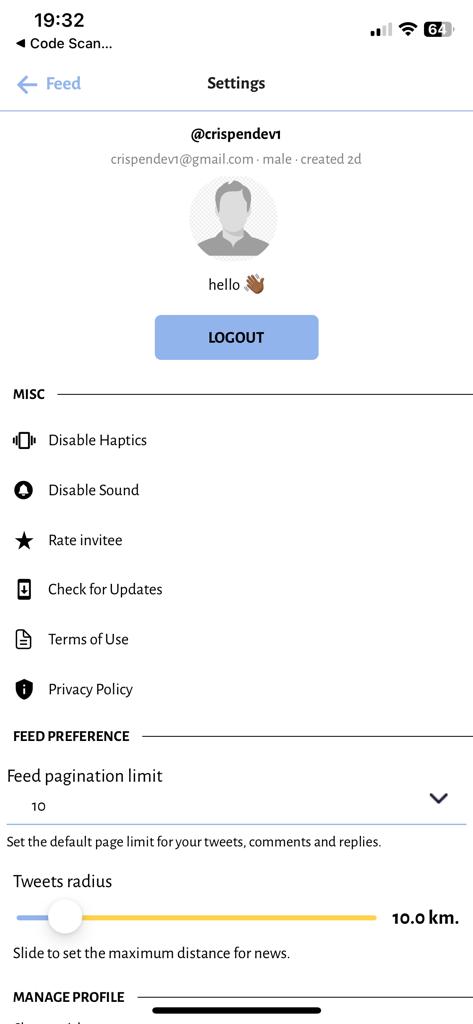 19:32
64
◀ Code Scan...
Feed
Settings
@crispendev1
crispendev1@gmail.com · male · created 2d
hello 👋🏾
LOGOUT
MISC
Disable Haptics
Disable Sound
Rate invitee
Check for Updates
Terms of Use
Privacy Policy
FEED PREFERENCE
Feed pagination limit
10
Set the default page limit for your tweets, comments and replies.
Tweets radius
10.0 km.
Slide to set the maximum distance for news.
MANAGE PROFILE